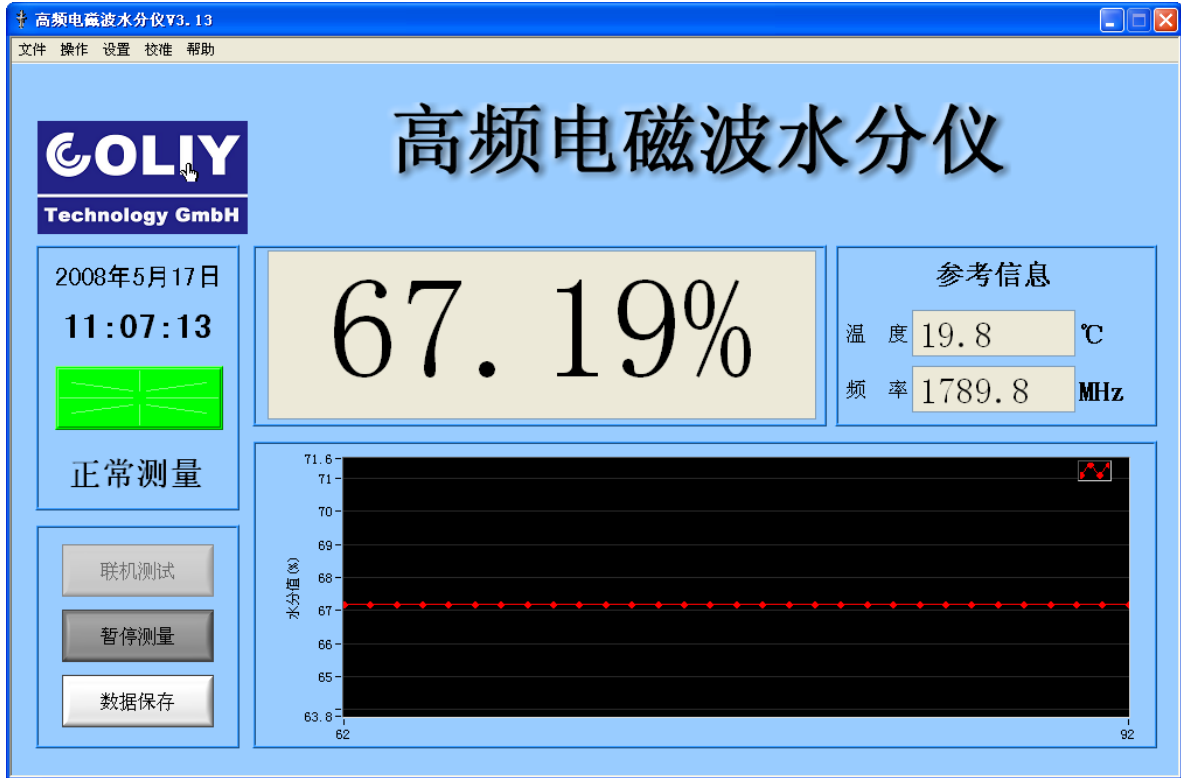 高频电磁波水分仪V3.13
文件 操作 设置 校准 帮助
COLIY
Technology GmbH
高频电磁波水分仪
2008年5月17日
11:07:13
正常测量
67.19%
参考信息
温 度 19.8 ℃
频 率 1789.8 MHz
联机测试
暂停测量
数据保存
水分值(%)
71.6
71
70
69
68
67
66
65
63.8
62 92